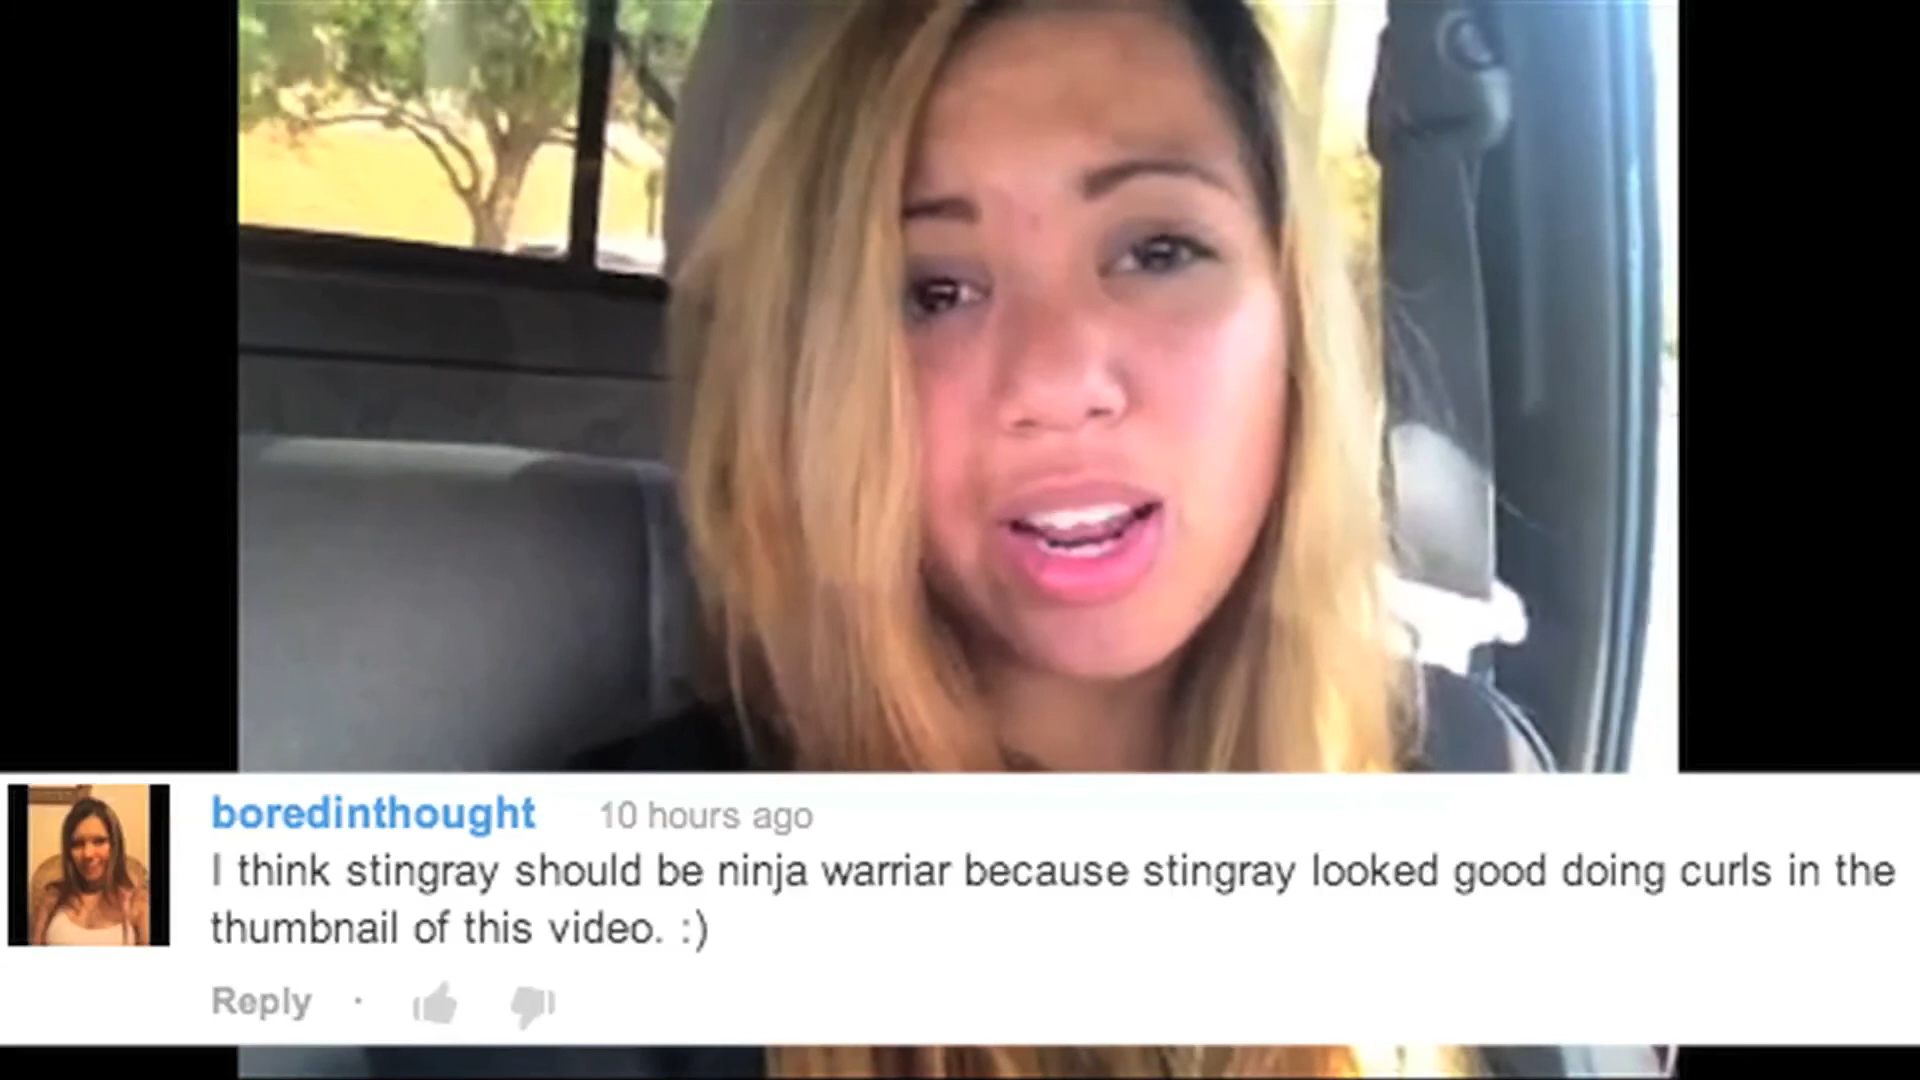 boredinthought 10 hours ago
I think stingray should be ninja warriar because stingray looked good doing curls in the
thumbnail of this video. :)
Reply ·